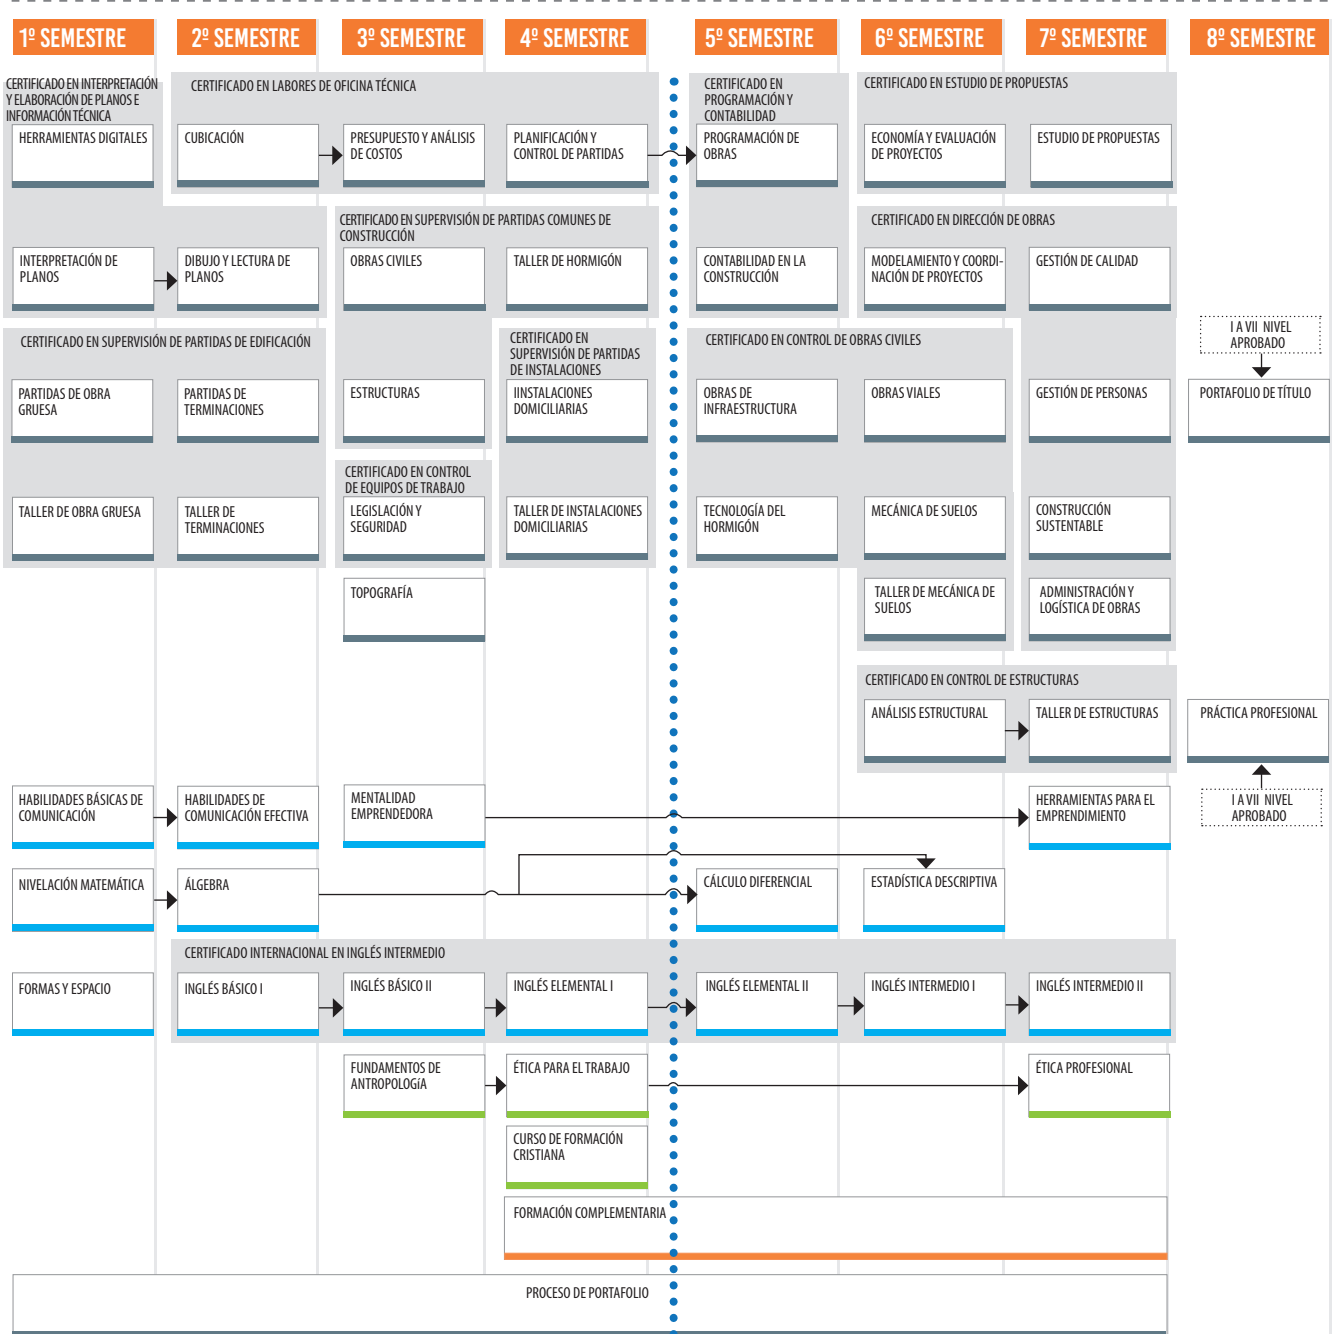 1º SEMESTRE
2º SEMESTRE
3º SEMESTRE
4º SEMESTRE
5º SEMESTRE
6º SEMESTRE
7º SEMESTRE
8º SEMESTRE
CERTIFICADO EN INTERPRETACIÓN
Y ELABORACIÓN DE PLANOS E
INFORMACIÓN TÉCNICA
CERTIFICADO EN LABORES DE OFICINA TÉCNICA
CERTIFICADO EN
PROGRAMACIÓN Y
CONTABILIDAD
CERTIFICADO EN ESTUDIO DE PROPUESTAS
HERRAMIENTAS DIGITALES
CUBICACIÓN
PRESUPUESTO Y ANÁLISIS
DE COSTOS
PLANIFICACIÓN Y
CONTROL DE PARTIDAS
PROGRAMACIÓN DE
OBRAS
ECONOMÍA Y EVALUACIÓN
DE PROYECTOS
ESTUDIO DE PROPUESTAS
CERTIFICADO EN SUPERVISIÓN DE PARTIDAS COMUNES DE
CONSTRUCCIÓN
CERTIFICADO EN DIRECCIÓN DE OBRAS
INTERPRETACIÓN DE
PLANOS
DIBUJO Y LECTURA DE
PLANOS
OBRAS CIVILES
TALLER DE HORMIGÓN
CONTABILIDAD EN LA
CONSTRUCCIÓN
MODELAMIENTO Y COORDI-
NACIÓN DE PROYECTOS
GESTIÓN DE CALIDAD
CERTIFICADO EN SUPERVISIÓN DE PARTIDAS DE EDIFICACIÓN
CERTIFICADO EN
SUPERVISIÓN DE PARTIDAS
DE INSTALACIONES
CERTIFICADO EN CONTROL DE OBRAS CIVILES
I A VII NIVEL
APROBADO
PARTIDAS DE OBRA
GRUESA
PARTIDAS DE
TERMINACIONES
ESTRUCTURAS
IINSTALACIONES
DOMICILIARIAS
OBRAS DE
INFRAESTRUCTURA
OBRAS VIALES
GESTIÓN DE PERSONAS
PORTAFOLIO DE TÍTULO
CERTIFICADO EN CONTROL
DE EQUIPOS DE TRABAJO
TALLER DE OBRA GRUESA
TALLER DE
TERMINACIONES
LEGISLACIÓN Y
SEGURIDAD
TALLER DE INSTALACIONES
DOMICILIARIAS
TECNOLOGÍA DEL
HORMIGÓN
MECÁNICA DE SUELOS
CONSTRUCCIÓN
SUSTENTABLE
TOPOGRAFÍA
TALLER DE MECÁNICA DE
SUELOS
ADMINISTRACIÓN Y
LOGÍSTICA DE OBRAS
CERTIFICADO EN CONTROL DE ESTRUCTURAS
ANÁLISIS ESTRUCTURAL
TALLER DE ESTRUCTURAS
PRÁCTICA PROFESIONAL
HABILIDADES BÁSICAS DE
COMUNICACIÓN
HABILIDADES DE
COMUNICACIÓN EFECTIVA
MENTALIDAD
EMPRENDEDORA
HERRAMIENTAS PARA EL
EMPRENDIMIENTO
I A VII NIVEL
APROBADO
NIVELACIÓN MATEMÁTICA
ÁLGEBRA
CÁLCULO DIFERENCIAL
ESTADÍSTICA DESCRIPTIVA
CERTIFICADO INTERNACIONAL EN INGLÉS INTERMEDIO
FORMAS Y ESPACIO
INGLÉS BÁSICO I
INGLÉS BÁSICO II
INGLÉS ELEMENTAL I
INGLÉS ELEMENTAL II
INGLÉS INTERMEDIO I
INGLÉS INTERMEDIO II
FUNDAMENTOS DE
ANTROPOLOGíA
ÉTICA PARA EL TRABAJO
ÉTICA PROFESIONAL
CURSO DE FORMACIÓN
CRISTIANA
FORMACIÓN COMPLEMENTARIA
PROCESO DE PORTAFOLIO